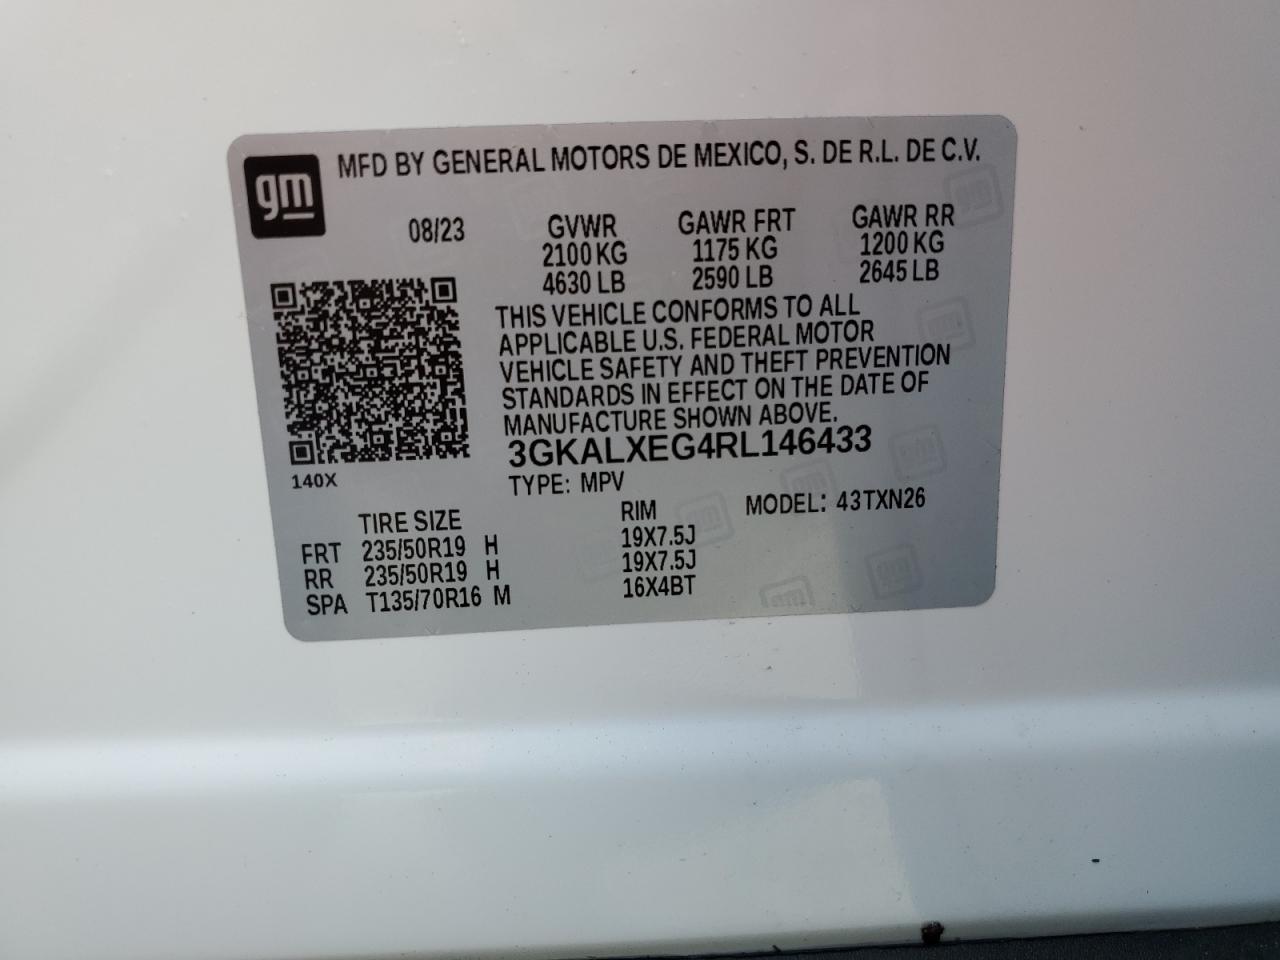 gm
MFD BY GENERAL MOTORS DE MEXICO, S. DE R.L. DE C.V.
08/23 GVWR GAWR FRT GAWR RR
2100 KG 1175 KG 1200 KG
4630 LB 2590 LB 2645 LB
THIS VEHICLE CONFORMS TO ALL
APPLICABLE U.S. FEDERAL MOTOR
VEHICLE SAFETY AND THEFT PREVENTION
STANDARDS IN EFFECT ON THE DATE OF
MANUFACTURE SHOWN ABOVE.
3GKALXEG4RL146433
140X
TYPE: MPV
MODEL: 43TXN26
TIRE SIZE RIM
FRT 235/50R19 H 19X7.5J
RR 235/50R19 H 19X7.5J
SPA T135/70R16 M 16X4BT